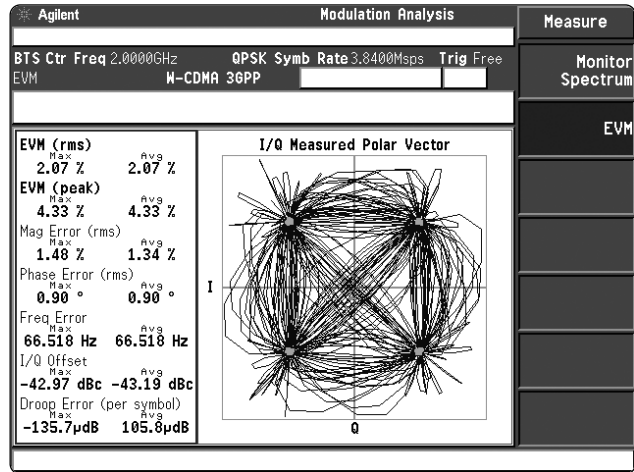 Agilent
Modulation Analysis
Measure
BTS Ctr Freq 2.0000GHz QPSK Symb Rate 3.8400Msps Trig Free
EVM W-CDMA 3GPP
Monitor
Spectrum
EVM
EVM (rms)
Max Avg
2.07 % 2.07 %
EVM (peak)
Max Avg
4.33 % 4.33 %
Mag Error (rms)
Max Avg
1.48 % 1.34 %
Phase Error (rms)
Max Avg
0.90 ° 0.90 °
Freq Error
Max Avg
66.518 Hz 66.518 Hz
I/Q Offset
Max Avg
-42.97 dBc -43.19 dBc
Droop Error (per symbol)
Max Avg
-135.7µdB 105.8µdB
I/Q Measured Polar Vector
I
Q